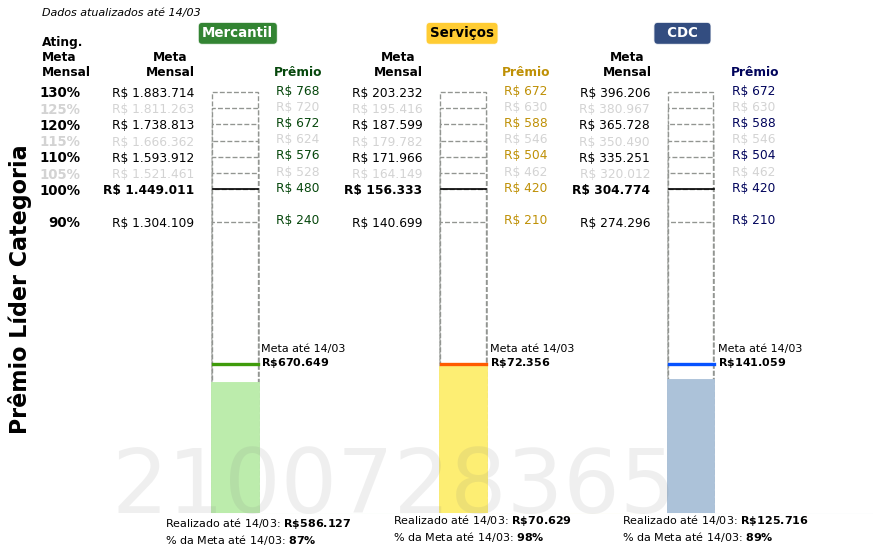 Dados atualizados até 14/03
Mercantil Serviços CDC
Ating.
Meta Meta Meta Meta
Mensal Mensal Prêmio Mensal Prêmio Mensal Prêmio
130% R$ 1.883.714 R$ 768 R$ 203.232 R$ 672 R$ 396.206 R$ 672
125% R$ 1.811.263 R$ 720 R$ 195.416 R$ 630 R$ 380.967 R$ 630
120% R$ 1.738.813 R$ 672 R$ 187.599 R$ 588 R$ 365.728 R$ 588
115% R$ 1.666.362 R$ 624 R$ 179.782 R$ 546 R$ 350.490 R$ 546
110% R$ 1.593.912 R$ 576 R$ 171.966 R$ 504 R$ 335.251 R$ 504
105% R$ 1.521.461 R$ 528 R$ 164.149 R$ 462 R$ 320.012 R$ 462
100% R$ 1.449.011 R$ 480 R$ 156.333 R$ 420 R$ 304.774 R$ 420
90% R$ 1.304.109 R$ 240 R$ 140.699 R$ 210 R$ 274.296 R$ 210
Prêmio Líder Categoria
Meta até 14/03 Meta até 14/03 Meta até 14/03
R$670.649 R$72.356 R$141.059
2100728365
Realizado até 14/03: R$586.127 Realizado até 14/03: R$70.629 Realizado até 14/03: R$125.716
% da Meta até 14/03: 87% % da Meta até 14/03: 98% % da Meta até 14/03: 89%